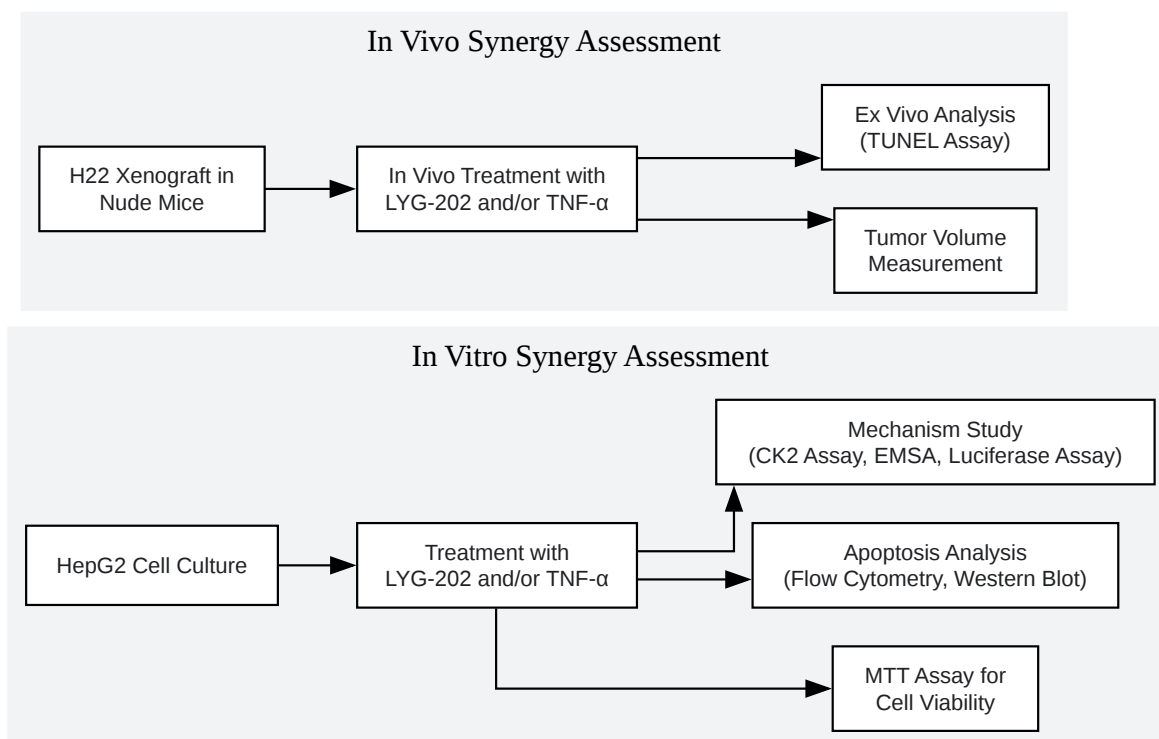 In Vivo Synergy Assessment
Ex Vivo Analysis
(TUNEL Assay)
H22 Xenograft in
Nude Mice
In Vivo Treatment with
LYG-202 and/or TNF-α
Tumor Volume
Measurement
In Vitro Synergy Assessment
Mechanism Study
(CK2 Assay, EMSA, Luciferase Assay)
HepG2 Cell Culture
Treatment with
LYG-202 and/or TNF-α
Apoptosis Analysis
(Flow Cytometry, Western Blot)
MTT Assay for
Cell Viability